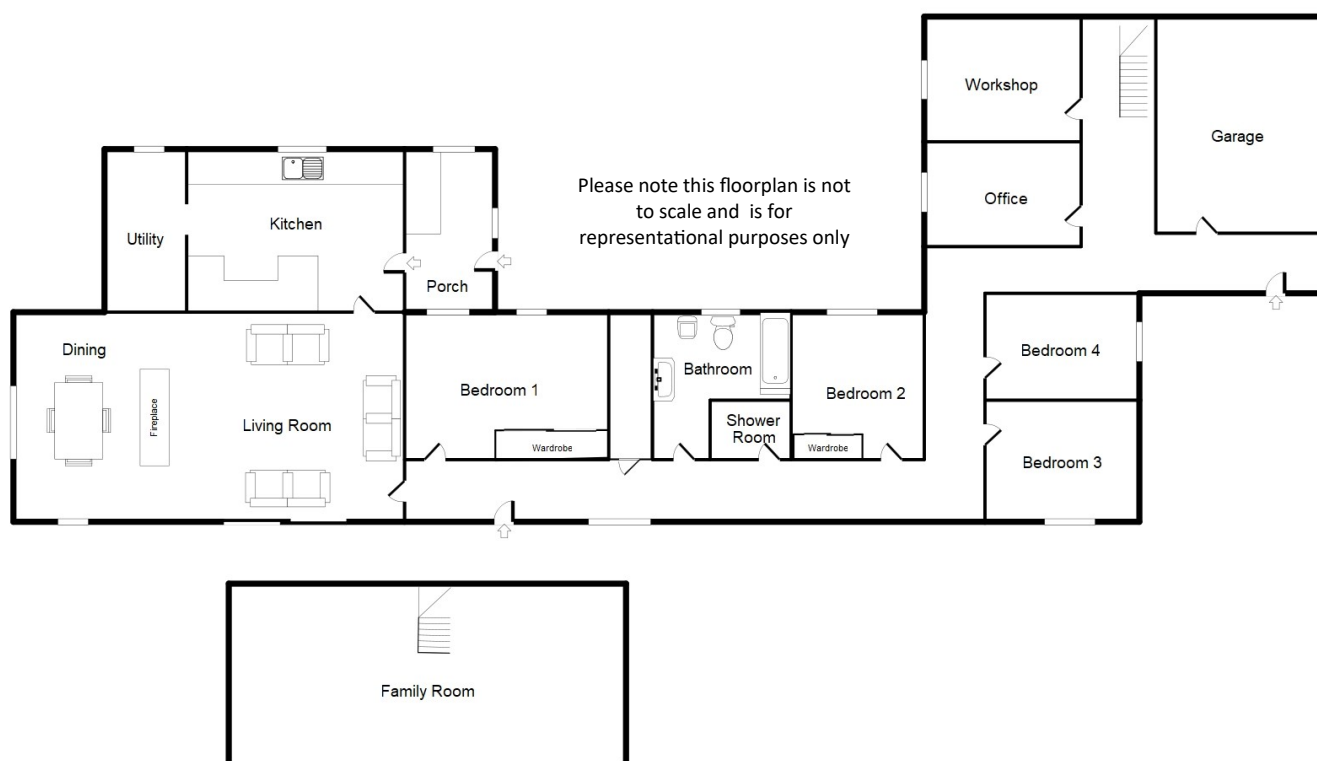 Workshop
Garage
Please note this floorplan is not
to scale and  is for
representational purposes only
Office
Kitchen
Utility
Porch
Dining
Fireplace
Living Room
Bedroom 1
Wardrobe
Bathroom
Shower
Room
Bedroom 2
Wardrobe
Bedroom 4
Bedroom 3
Family Room